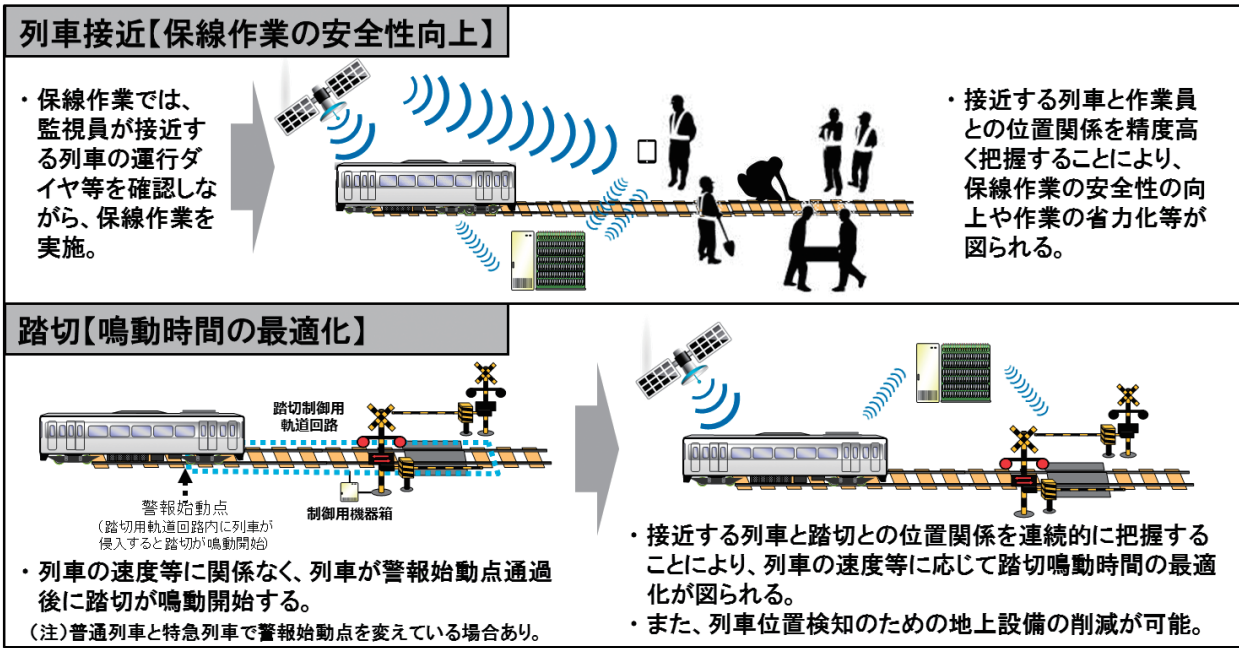 列車接近【保線作業の安全性向上】
・保線作業では、
監視員が接近す
る列車の運行ダ
イヤ等を確認しな
がら、保線作業を
実施。
・接近する列車と作業員
との位置関係を精度高
く把握することにより、
保線作業の安全性の向
上や作業の省力化等が
図られる。
踏切【鳴動時間の最適化】
踏切制御用
軌道回路
警報始動点
(踏切用軌道回路内に列車が
侵入すると踏切が鳴動開始)
制御用機器箱
・列車の速度等に関係なく、列車が警報始動点通過
後に踏切が鳴動開始する。
(注)普通列車と特急列車で警報始動点を変えている場合あり。
・接近する列車と踏切との位置関係を連続的に把握する
ことにより、列車の速度等に応じて踏切鳴動時間の最適
化が図られる。
・また、列車位置検知のための地上設備の削減が可能。